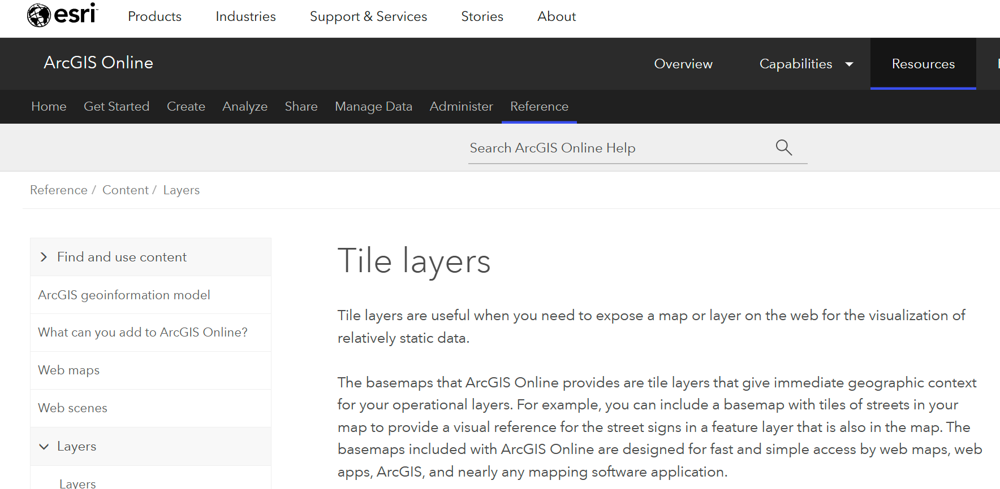 esri
Products Industries Support & Services Stories About
ArcGIS Online
Overview Capabilities Resources
Home Get Started Create Analyze Share Manage Data Administer Reference
Search ArcGIS Online Help
Reference / Content / Layers
Find and use content
ArcGIS geoinformation model
What can you add to ArcGIS Online?
Web maps
Web scenes
Layers
Layers
Tile layers
Tile layers are useful when you need to expose a map or layer on the web for the visualization of
relatively static data.
The basemaps that ArcGIS Online provides are tile layers that give immediate geographic context
for your operational layers. For example, you can include a basemap with tiles of streets in your
map to provide a visual reference for the street signs in a feature layer that is also in the map. The
basemaps included with ArcGIS Online are designed for fast and simple access by web maps, web
apps, ArcGIS, and nearly any mapping software application.